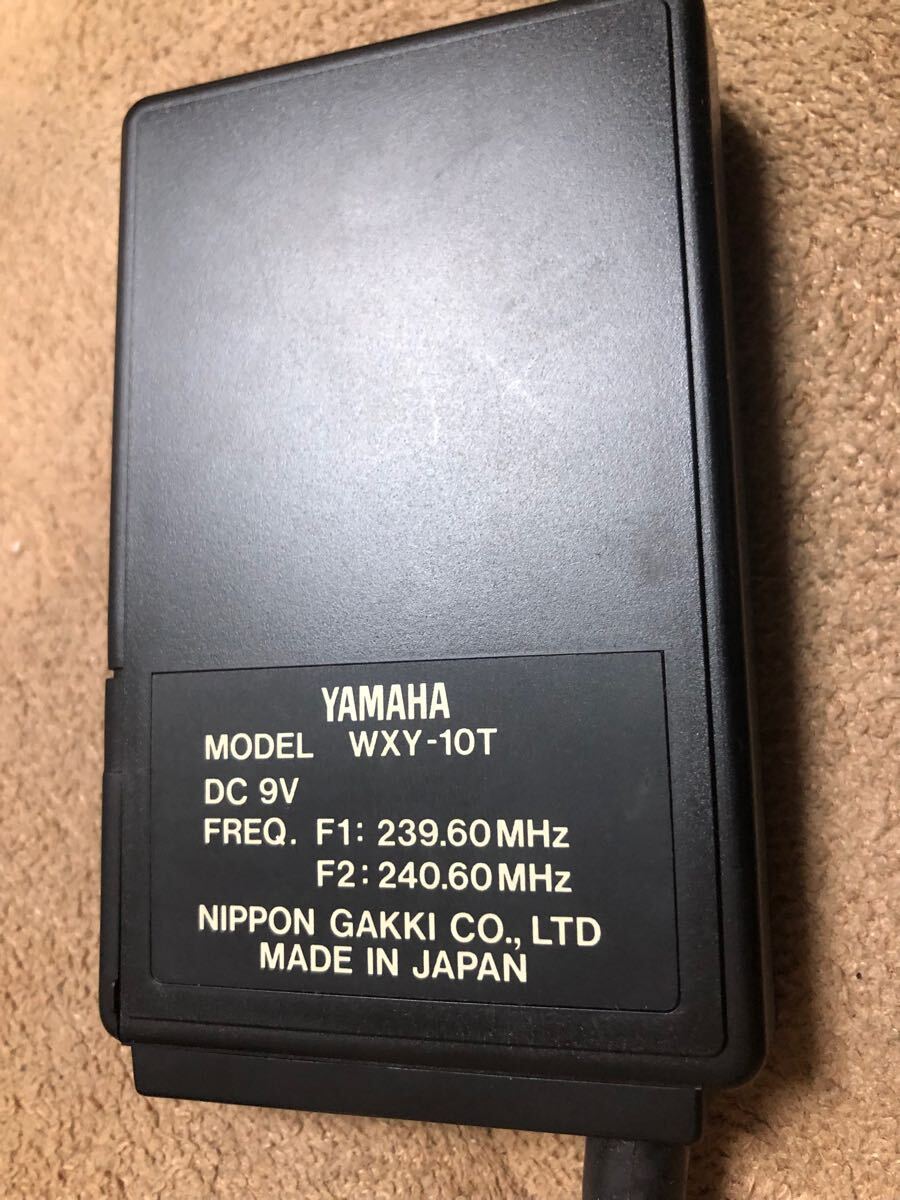 YAMAHA
MODEL WXY-10T
DC 9V
FREQ. F1: 239.60MHz
F2: 240.60MHz
NIPPON GAKKI CO., LTD
MADE IN JAPAN